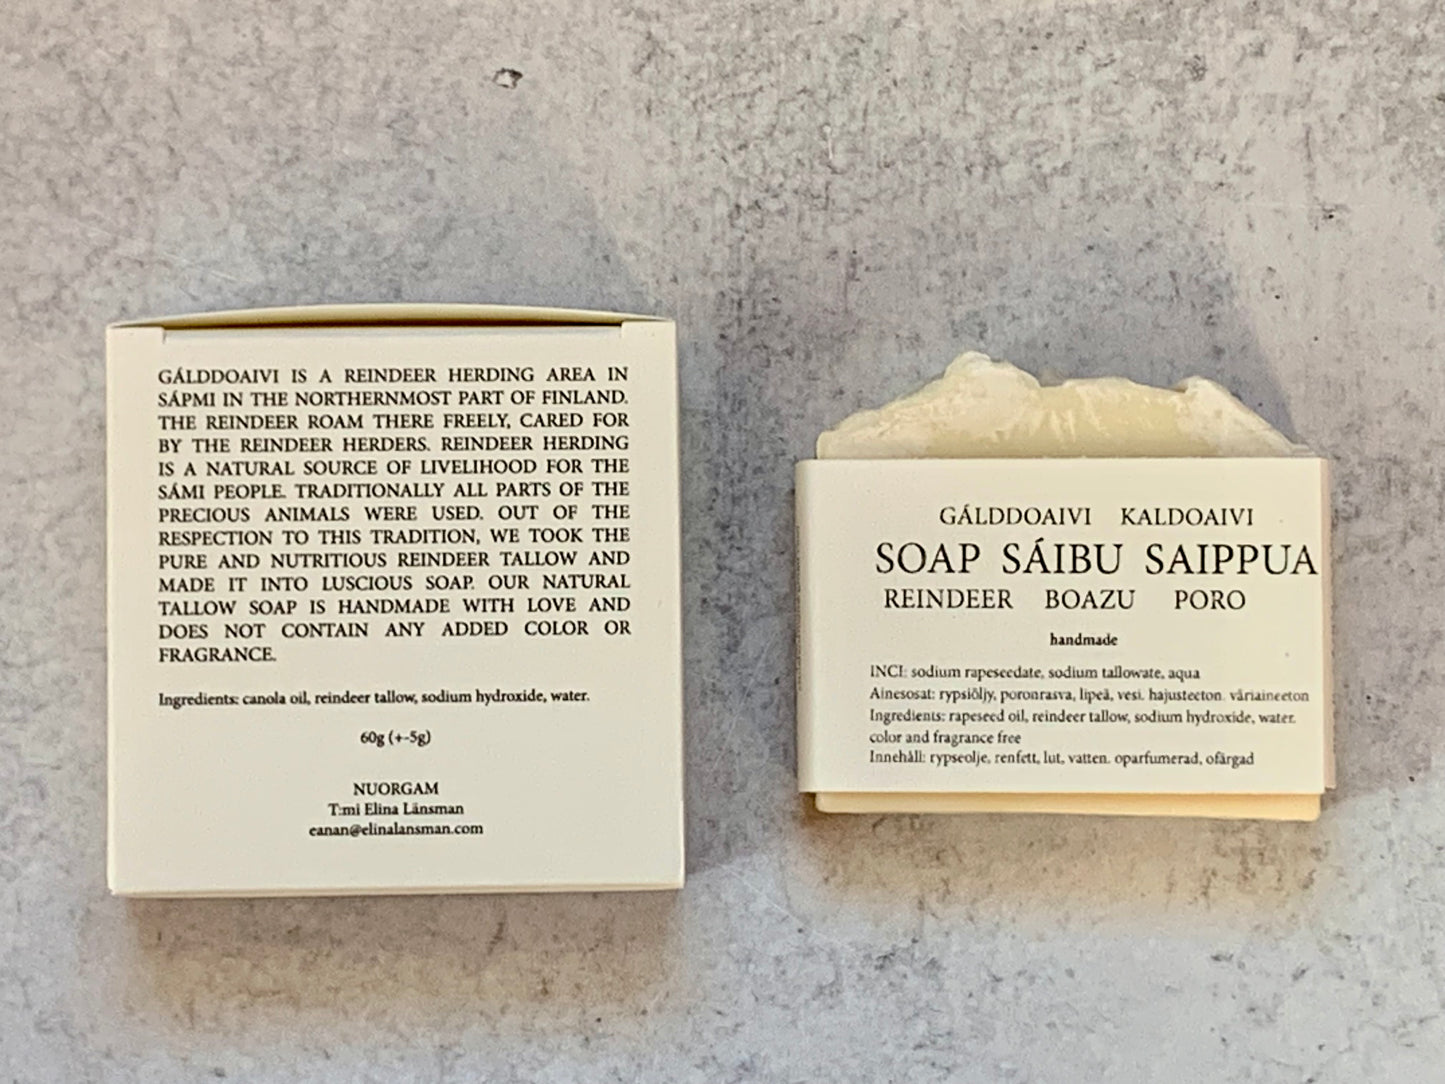 GÁLDDOAIVI IS A REINDEER HERDING AREA IN
SÁPMI IN THE NORTHERNMOST PART OF FINLAND.
THE REINDEER ROAM THERE FREELY, CARED FOR
BY THE REINDEER HERDERS. REINDEER HERDING
IS A NATURAL SOURCE OF LIVELIHOOD FOR THE
SÁMI PEOPLE. TRADITIONALLY ALL PARTS OF THE
PRECIOUS ANIMALS WERE USED. OUT OF THE
RESPECTION TO THIS TRADITION, WE TOOK THE
PURE AND NUTRITIOUS REINDEER TALLOW AND
MADE IT INTO LUSCIOUS SOAP. OUR NATURAL
TALLOW SOAP IS HANDMADE WITH LOVE AND
DOES NOT CONTAIN ANY ADDED COLOR OR
FRAGRANCE.
Ingredients: canola oil, reindeer tallow, sodium hydroxide, water.
60g (+-5g)
NUORGAM
T:mi Elina Länsman
eanan@elinalansman.com
GÁLDDOAIVI KALDOAIVI
SOAP SÁIBU SAIPPUA
REINDEER BOAZU PORO
handmade
INCI: sodium rapeseedate, sodium tallowate, aqua
Ainesosat: rypsiöljy, poronrasva, lipeä, vesi. hajusteeton. väriaineeton
Ingredients: rapeseed oil, reindeer tallow, sodium hydroxide, water.
color and fragrance free
Innehåll: rypseolje, renfett, lut, vatten. oparfumerad, ofärgad